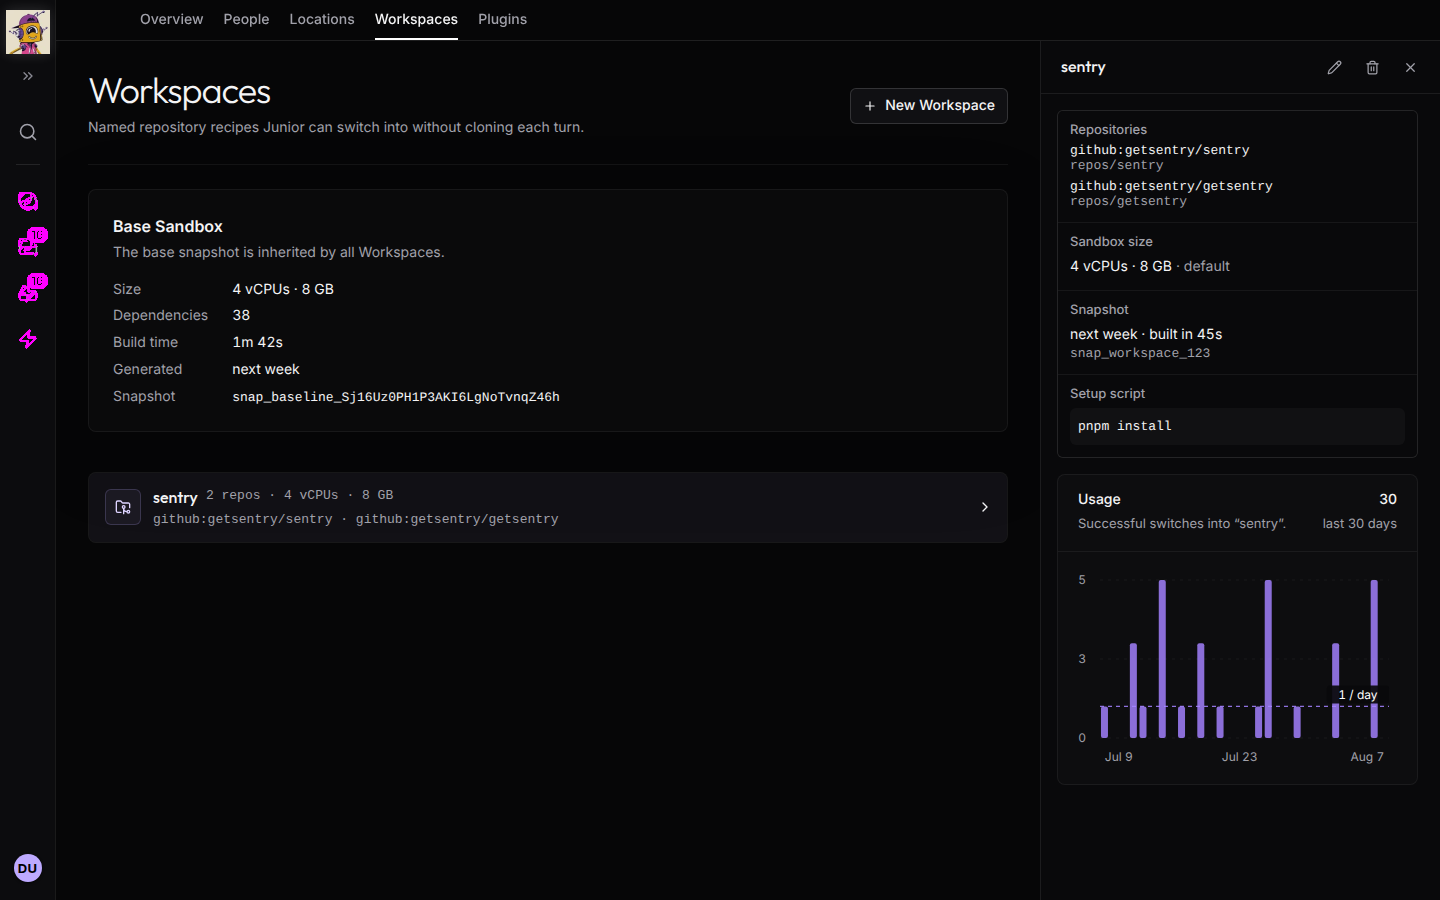 Overview People Locations Workspaces Plugins
Workspaces
Named repository recipes Junior can switch into without cloning each turn.
New Workspace
Base Sandbox
The base snapshot is inherited by all Workspaces.
Size 4 vCPUs · 8 GB
Dependencies 38
Build time 1m 42s
Generated next week
Snapshot snap_baseline_Sj16Uz0PH1P3AKI6LgNoTvnqZ46h
sentry 2 repos · 4 vCPUs · 8 GB
github:getsentry/sentry · github:getsentry/getsentry
DU
sentry
Repositories
github:getsentry/sentry
repos/sentry
github:getsentry/getsentry
repos/getsentry
Sandbox size
4 vCPUs · 8 GB · default
Snapshot
next week · built in 45s
snap_workspace_123
Setup script
pnpm install
Usage 30
Successful switches into “sentry”. last 30 days
5
3
1 / day
0
Jul 9 Jul 23 Aug 7